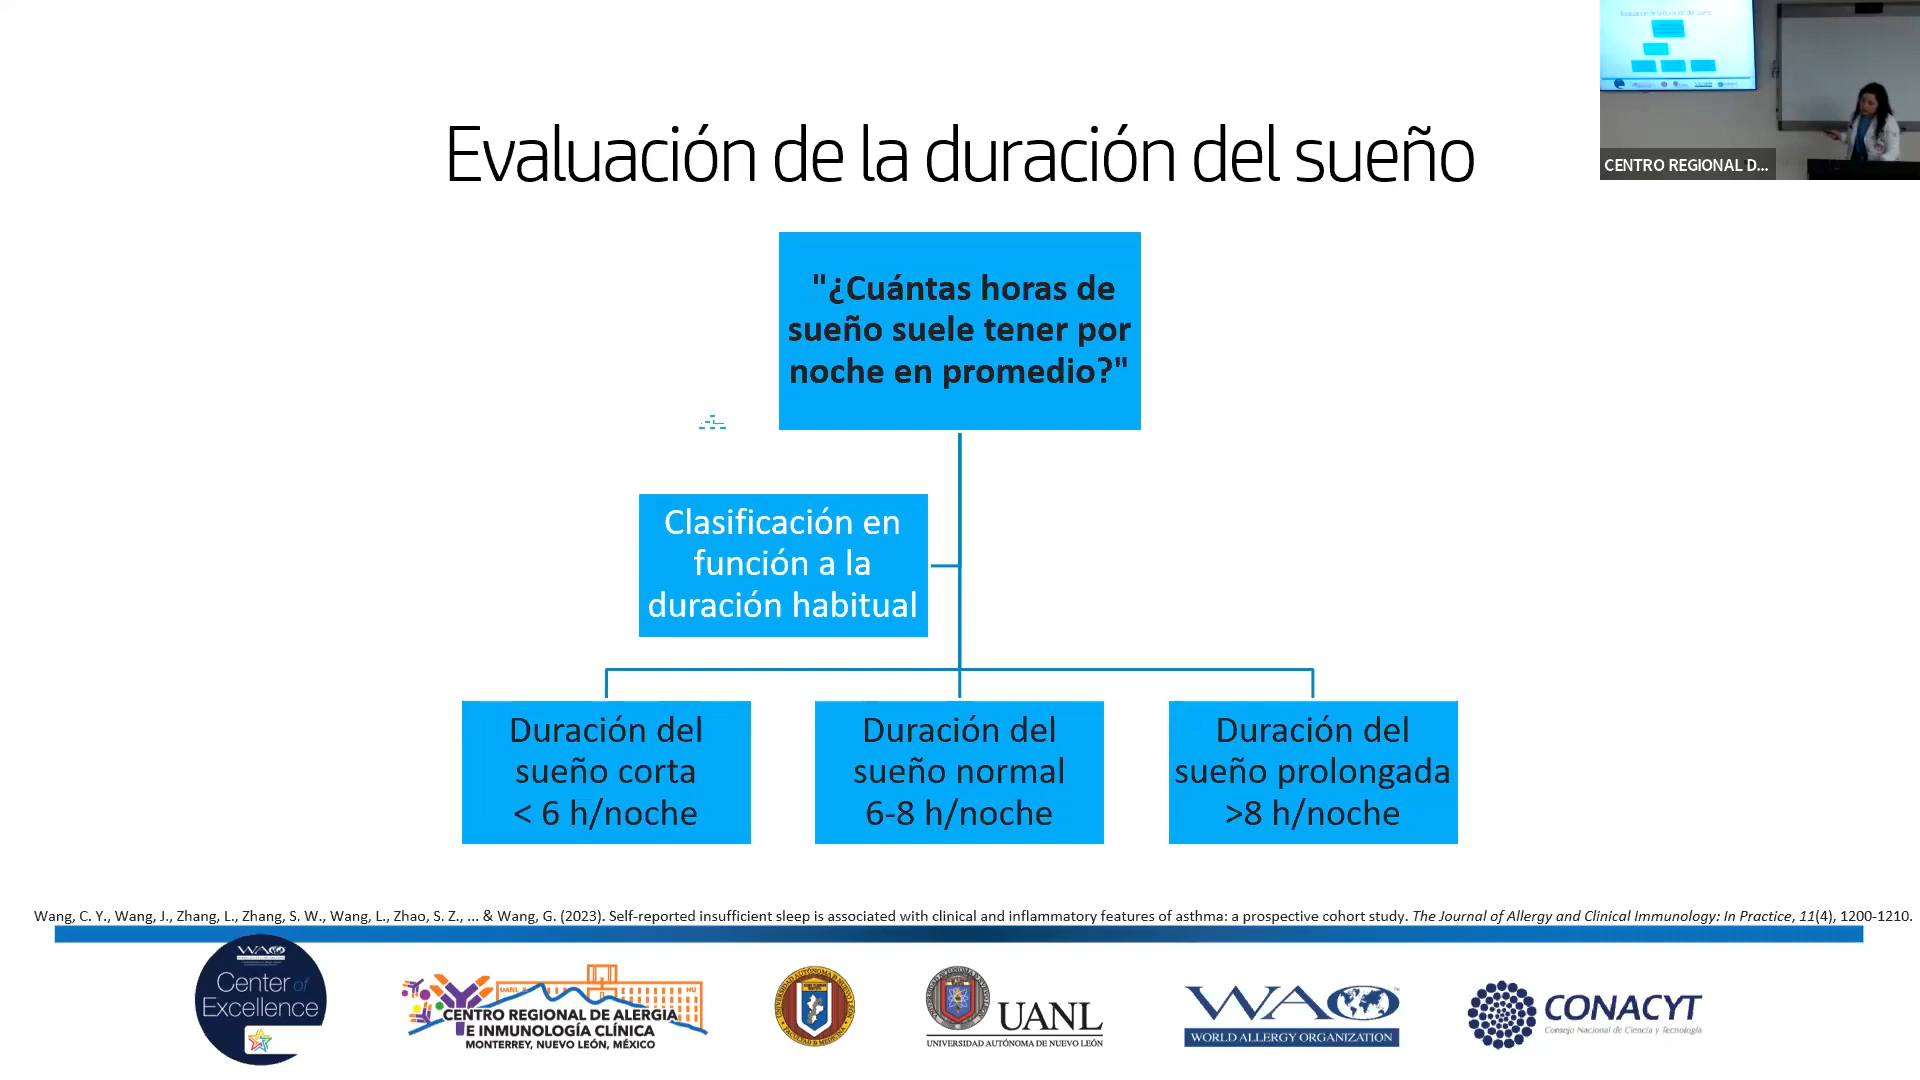 Evaluación de la duración del sueño
CENTRO REGIONAL D...
"¿Cuántas horas de
sueño suele tener por
noche en promedio?"
Clasificación en
función a la
duración habitual
Duración del
sueño corta
< 6 h/noche
Duración del
sueño normal
6-8 h/noche
Duración del
sueño prolongada
>8 h/noche
Wang, C. Y., Wang, J., Zhang, L., Zhang, S. W., Wang, L., Zhao, S. Z., ... & Wang, G. (2023). Self-reported insufficient sleep is associated with clinical and inflammatory features of asthma: a prospective cohort study. The Journal of Allergy and Clinical Immunology: In Practice, 11(4), 1200-1210.
WAO
Center of
Excellence
UANL
HU
CENTRO REGIONAL DE ALERGIA
E INMUNOLOGÍA CLÍNICA
MONTERREY, NUEVO LEÓN, MÉXICO
UANL
UNIVERSIDAD AUTÓNOMA DE NUEVO LEÓN
WAO
WORLD ALLERGY ORGANIZATION
CONACYT
Consejo Nacional de Ciencia y Tecnología